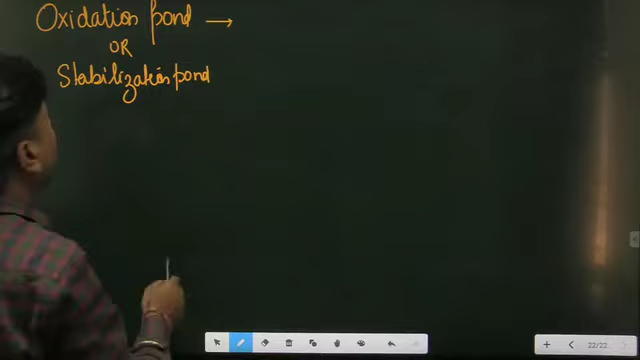 Oxidation pond →
OR
Stabilization pond
22/22